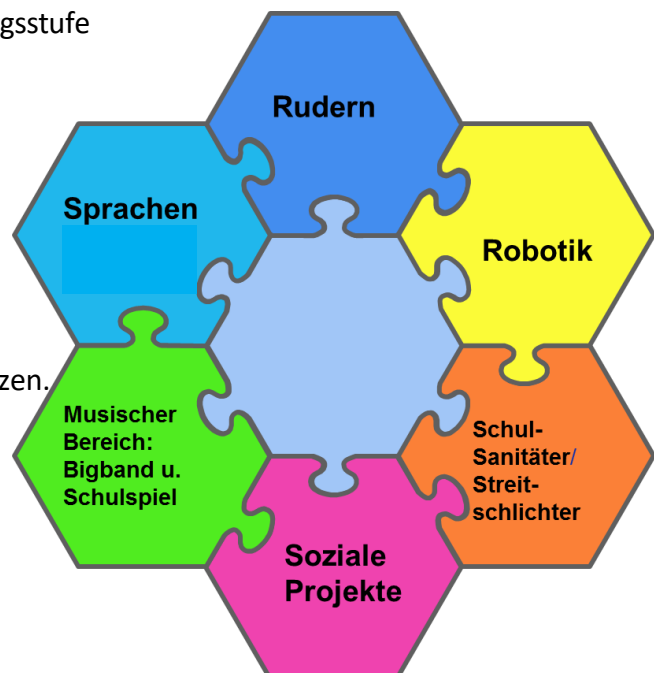 gsstufe
Rudern
Sprachen
Robotik
zen.
Musischer
Bereich:
Bigband u.
Schulspiel
Schul-
Sanitäter/
Streit-
schlichter
Soziale
Projekte